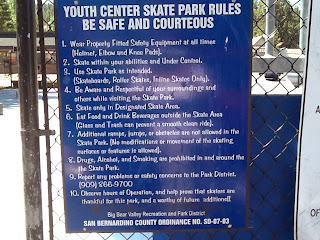 YOUTH CENTER SKATE PARK RULES
BE SAFE AND COURTEOUS
1. Wear Properly Fitted Safety Equipment at all times
(Helmet, Elbow and Knee Pads).
2. Skate within your abilities and Under Control.
3. Use Skate Park as intended.
(Skateboards, Roller Skates, Inline Skates Only).
4. Be Aware and Respectful of your surroundings and
others while visiting the Skate Park.
5. Skate only in Designated Skate Area.
6. Eat Food and Drink Beverages outside the Skate Area
(Glass and Trash can prevent a smooth clean ride).
7. Additional ramps, jumps, or obstacles are not allowed in the
Skate Park. (No modifications or movement of the skating
surfaces or features is allowed).
8. Drugs, Alcohol, and Smoking are prohibited in and around
the Skate Park.
9. Report any problems or safety concerns to the Park District.
(909) 866-9700
10. Observe hours of Operation, and help prove that skaters are
thankful for this park, and a worthy of future additions!!
Big Bear Valley Recreation and Park District
SAN BERNARDINO COUNTY ORDINANCE NO. SD-07-03